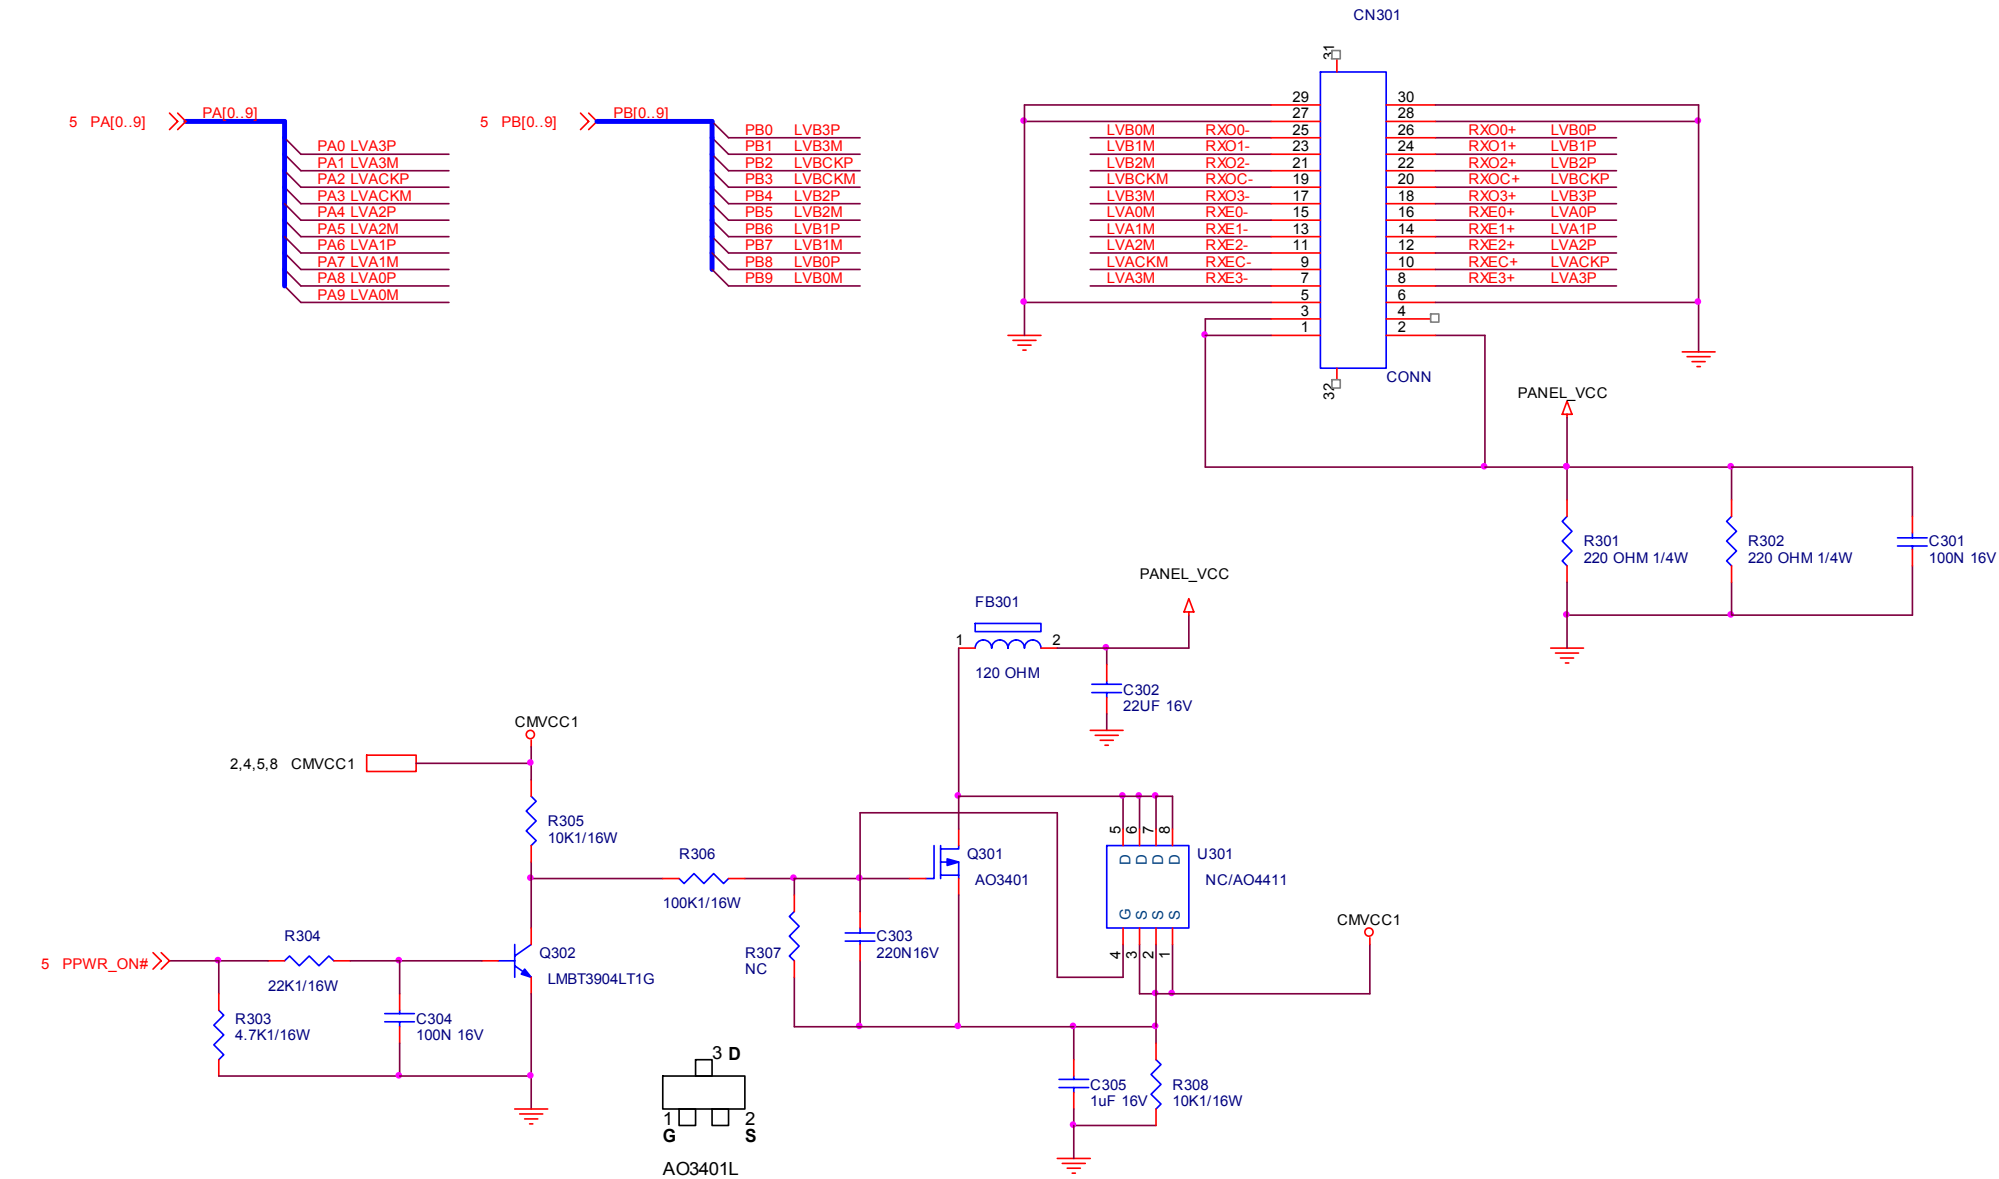 CN301
31
5 PA[0..9] PA[0..9]
PA0 LVA3P
PA1 LVA3M
PA2 LVACKP
PA3 LVACKM
PA4 LVA2P
PA5 LVA2M
PA6 LVA1P
PA7 LVA1M
PA8 LVA0P
PA9 LVA0M
5 PB[0..9] PB[0..9]
PB0 LVB3P
PB1 LVB3M
PB2 LVBCKP
PB3 LVBCKM
PB4 LVB2P
PB5 LVB2M
PB6 LVB1P
PB7 LVB1M
PB8 LVB0P
PB9 LVB0M
29 30
27 28
LVB0M RXO0- 25 26 RXO0+ LVB0P
LVB1M RXO1- 23 24 RXO1+ LVB1P
LVB2M RXO2- 21 22 RXO2+ LVB2P
LVBCKM RXOC- 19 20 RXOC+ LVBCKP
LVB3M RXO3- 17 18 RXO3+ LVB3P
LVA0M RXE0- 15 16 RXE0+ LVA0P
LVA1M RXE1- 13 14 RXE1+ LVA1P
LVA2M RXE2- 11 12 RXE2+ LVA2P
LVACKM RXEC- 9 10 RXEC+ LVACKP
LVA3M RXE3- 7 8 RXE3+ LVA3P
5 6
3 4
1 2
32
CONN
PANEL_VCC
R301
220 OHM 1/4W
R302
220 OHM 1/4W
C301
100N 16V
PANEL_VCC
FB301
1 2
120 OHM
C302
22UF 16V
CMVCC1
2,4,5,8 CMVCC1
R305
10K1/16W
R306
100K1/16W
Q301
AO3401
5 6 7 8
D D D D
G S S S
4 3 2 1
U301
NC/AO4411
CMVCC1
R304
22K1/16W
5 PPWR_ON#
Q302
LMBT3904LT1G
R307
NC
C303
220N16V
R303
4.7K1/16W
C304
100N 16V
3 D
1 2
G S
AO3401L
C305
1uF 16V
R308
10K1/16W